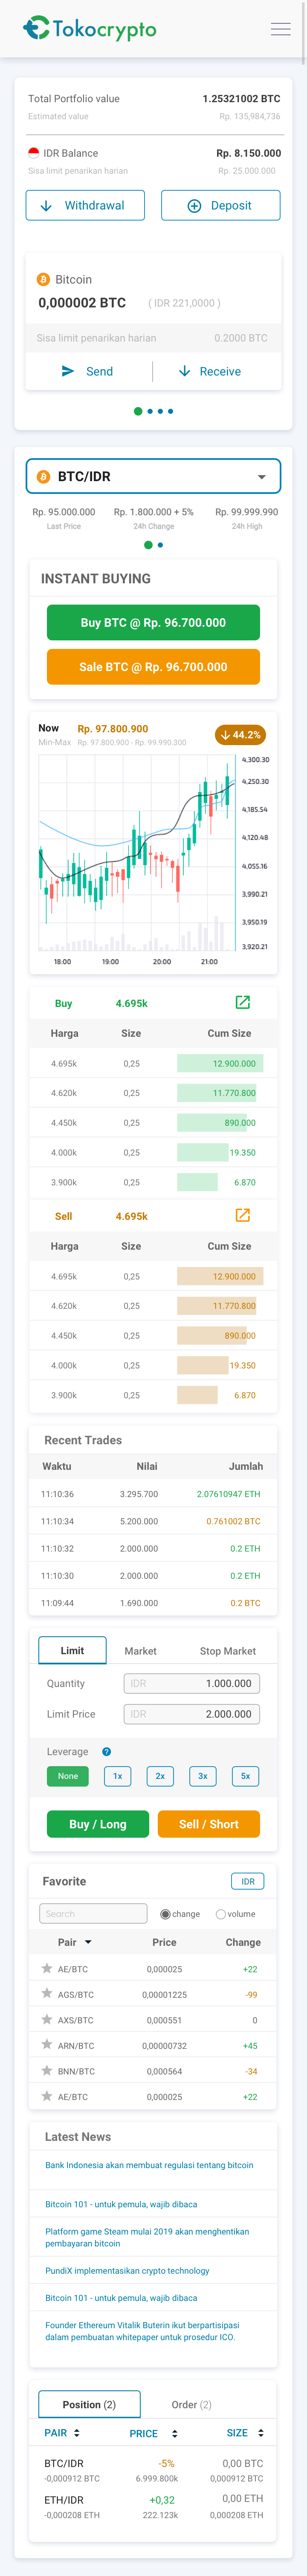 Tokocrypto
Total Portfolio value 1.25321002 BTC
Estimated value Rp. 135,984,736
IDR Balance Rp. 8.150.000
Sisa limit penarikan harian Rp. 25.000.000
Withdrawal Deposit
Bitcoin
0,000002 BTC ( IDR 221,0000 )
Sisa limit penarikan harian 0.2000 BTC
Send Receive
BTC/IDR
Rp. 95.000.000 Rp. 1.800.000 + 5% Rp. 99.999.990
Last Price 24h Change 24h High
INSTANT BUYING
Buy BTC @ Rp. 96.700.000
Sale BTC @ Rp. 96.700.000
Now Rp. 97.800.900 44.2%
Min-Max Rp. 97.800.900 - Rp. 99.990.300
4,300.30
4,250.30
4,185.54
4,120.48
4,055.16
3,990.21
3,950.19
3,920.21
18:00 19:00 20:00 21:00
Buy 4.695k
Harga Size Cum Size
4.695k 0,25 12.900.000
4.620k 0,25 11.770.800
4.450k 0,25 890.000
4.000k 0,25 19.350
3.900k 0,25 6.870
Sell 4.695k
Harga Size Cum Size
4.695k 0,25 12.900.000
4.620k 0,25 11.770.800
4.450k 0,25 890.000
4.000k 0,25 19.350
3.900k 0,25 6.870
Recent Trades
Waktu Nilai Jumlah
11:10:36 3.295.700 2.07610947 ETH
11:10:34 5.200.000 0.761002 BTC
11:10:32 2.000.000 0.2 ETH
11:10:30 2.000.000 0.2 ETH
11:09:44 1.690.000 0.2 BTC
Limit Market Stop Market
Quantity IDR 1.000.000
Limit Price IDR 2.000.000
Leverage ?
None 1x 2x 3x 5x
Buy / Long Sell / Short
Favorite IDR
Search change volume
Pair Price Change
AE/BTC 0,000025 +22
AGS/BTC 0,00001225 -99
AXS/BTC 0,000551 0
ARN/BTC 0,00000732 +45
BNN/BTC 0,000564 -34
AE/BTC 0,000025 +22
Latest News
Bank Indonesia akan membuat regulasi tentang bitcoin
Bitcoin 101 - untuk pemula, wajib dibaca
Platform game Steam mulai 2019 akan menghentikan
pembayaran bitcoin
PundiX implementasikan crypto technology
Bitcoin 101 - untuk pemula, wajib dibaca
Founder Ethereum Vitalik Buterin ikut berpartisipasi
dalam pembuatan whitepaper untuk prosedur ICO.
Position (2) Order (2)
PAIR PRICE SIZE
BTC/IDR -5% 0,00 BTC
-0,000912 BTC 6.999.800k 0,000912 BTC
ETH/IDR +0,32 0,00 ETH
-0,000208 ETH 222.123k 0,000208 ETH